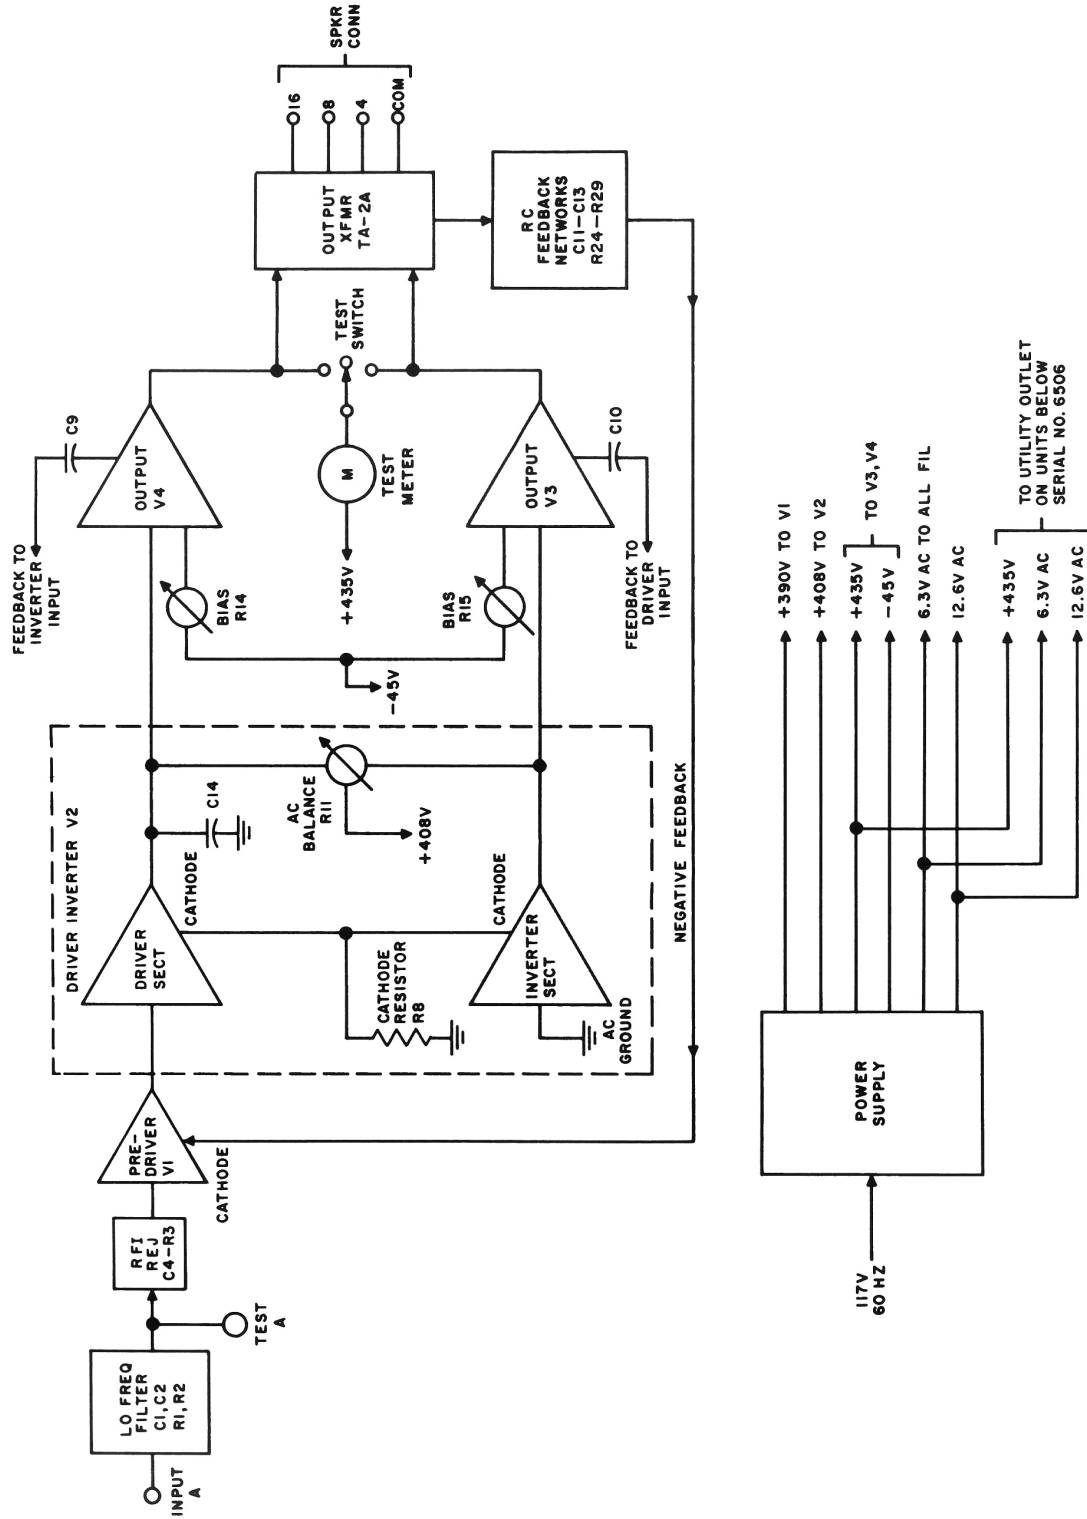 INPUT
A
LO FREQ
FILTER
C1,C2
R1,R2
TEST
A
RFI
REJ
C4-R3
PRE-
DRIVER
V1
CATHODE
DRIVER INVERTER V2
DRIVER
SECT
CATHODE
C14
CATHODE
RESISTOR
R8
AC
BALANCE
R11
+408V
INVERTER
SECT
CATHODE
AC
GROUND
NEGATIVE FEEDBACK
FEEDBACK TO
INVERTER
INPUT
C9
OUTPUT
V4
BIAS
R14
-45V
BIAS
R15
+435V
M
TEST
METER
TEST
SWITCH
OUTPUT
V3
C10
FEEDBACK TO
DRIVER
INPUT
OUTPUT
XFMR
TA-2A
16
8
4
COM
SPKR
CONN
RC
FEEDBACK
NETWORKS
C11-C13
R24-R29
117V
60 HZ
POWER
SUPPLY
+390V TO V1
+408V TO V2
+435V
-45V
TO V3,V4
6.3V AC TO ALL FIL
12.6V AC
+435V
6.3V AC
12.6V AC
TO UTILITY OUTLET
ON UNITS BELOW
SERIAL NO. 6506